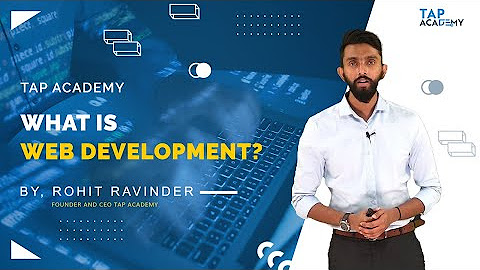 TAP
ACADEMY
TAP ACADEMY
WHAT IS
WEB DEVELOPMENT?
BY, ROHIT RAVINDER
FOUNDER AND CEO TAP ACADEMY